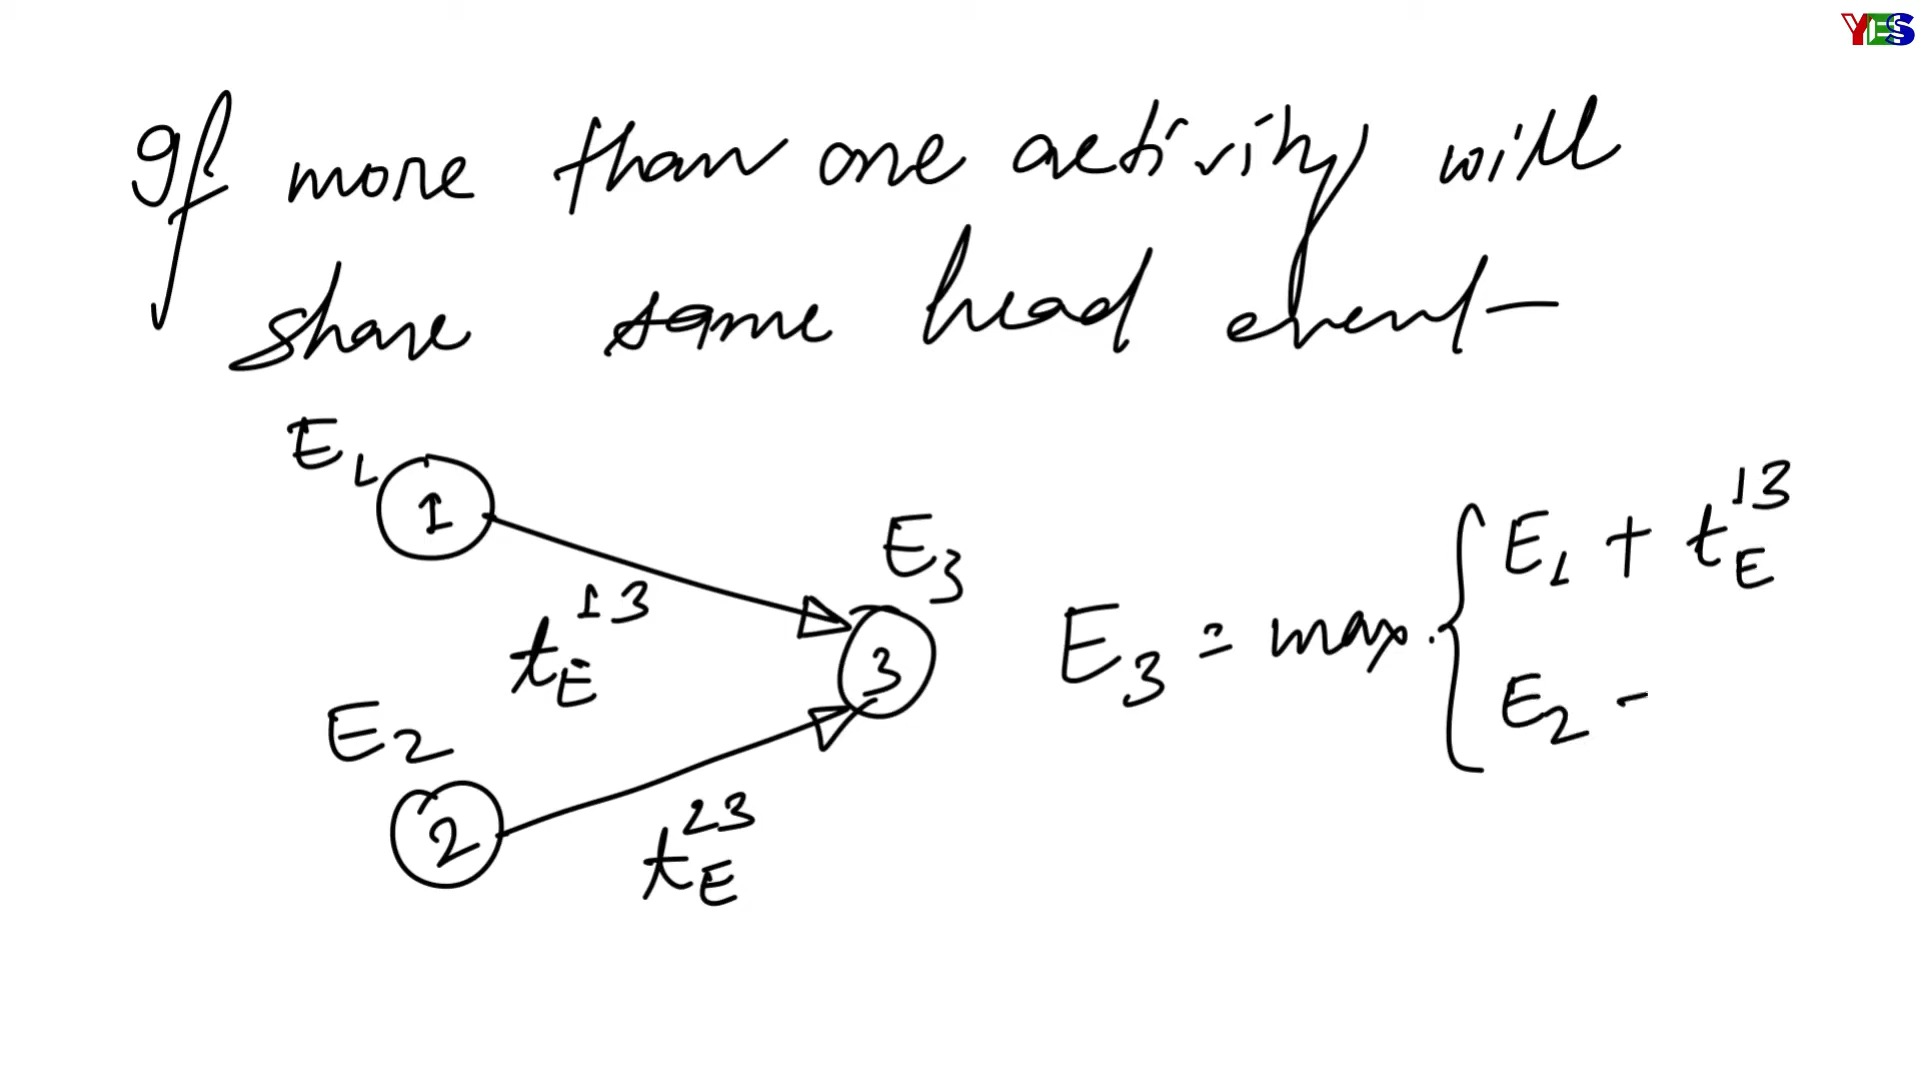 YES
If more than one activity will
share same head event —
E₁
1
E₃
t_E^13
3
E₂
2
t_E^23
E₃ = max. { E₁ + t_E^13
E₂ -